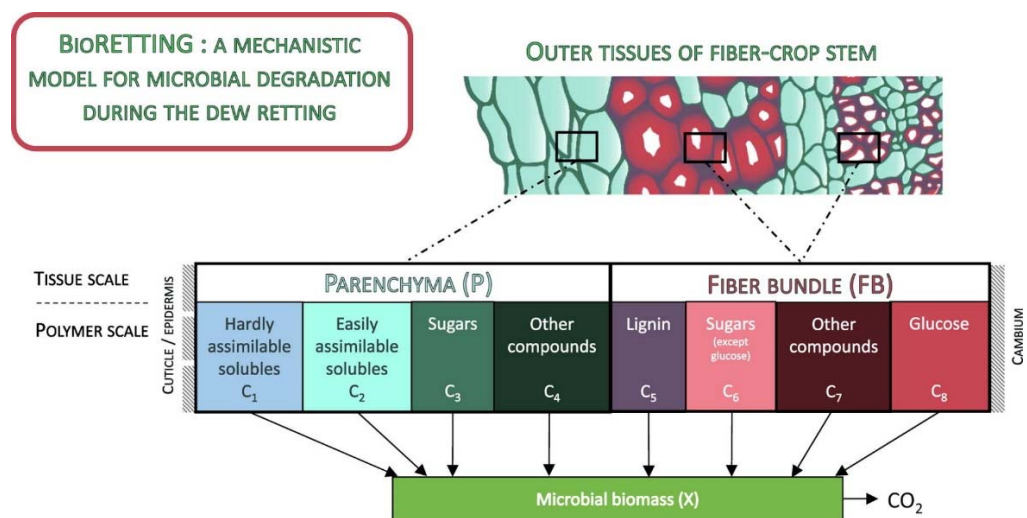 BIORETTING : A MECHANISTIC
MODEL FOR MICROBIAL DEGRADATION
DURING THE DEW RETTING
OUTER TISSUES OF FIBER-CROP STEM
TISSUE SCALE
POLYMER SCALE
CUTICLE / EPIDERMIS
PARENCHYMA (P)
FIBER BUNDLE (FB)
Hardly
assimilable
solubles
C₁
Easily
assimilable
solubles
C₂
Sugars
C₃
Other
compounds
C₄
Lignin
C₅
Sugars
(except
glucose)
C₆
Other
compounds
C₇
Glucose
C₈
CAMBIUM
Microbial biomass (X)
CO₂